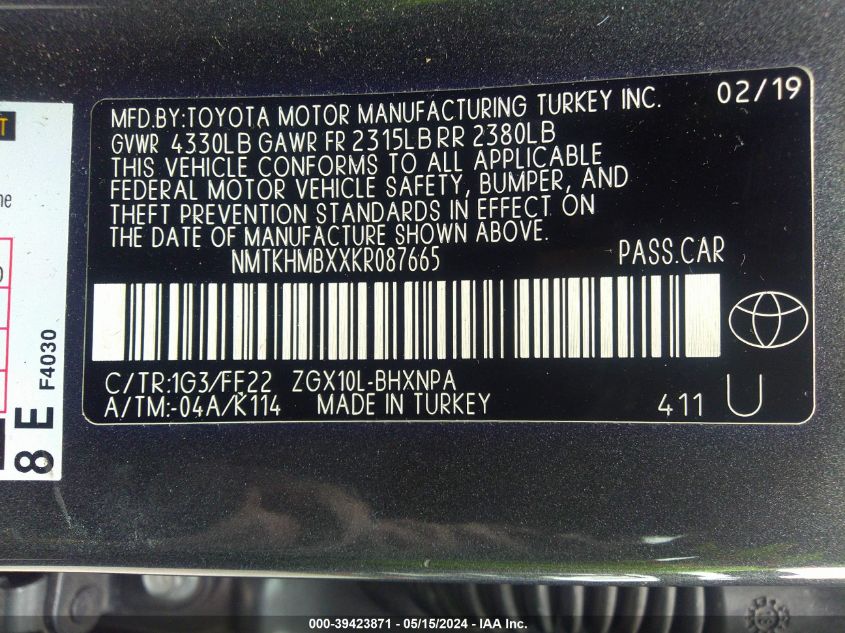 MFD.BY:TOYOTA MOTOR MANUFACTURING TURKEY INC. 02/19
GVWR 4330LB GAWR FR 2315LB RR 2380LB
THIS VEHICLE CONFORMS TO ALL APPLICABLE
FEDERAL MOTOR VEHICLE SAFETY, BUMPER, AND
THEFT PREVENTION STANDARDS IN EFFECT ON
THE DATE OF MANUFACTURE SHOWN ABOVE.
NMTKHMBXXKR087665 PASS.CAR
C/TR:1G3/FF22 ZGX10L-BHXNPA
A/TM:-04A/K114 MADE IN TURKEY 411 U
8E F4030
000-39423871 - 05/15/2024 - IAA Inc.